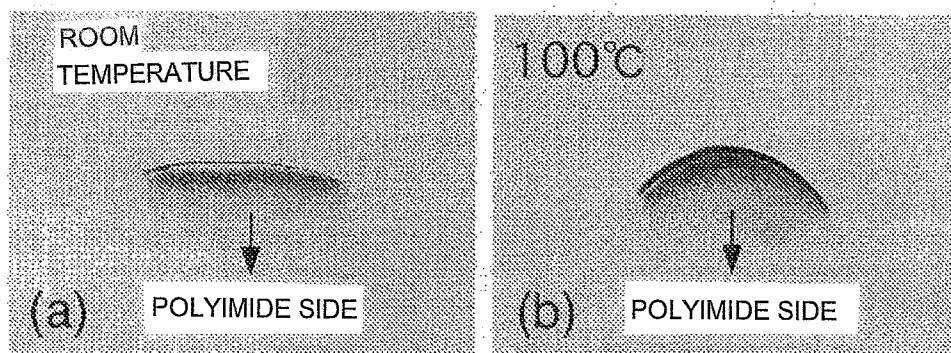 ROOM
TEMPERATURE
POLYIMIDE SIDE
(a)
100°C
POLYIMIDE SIDE
(b)